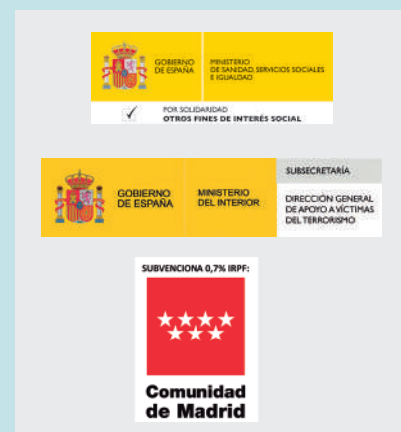 GOBIERNO
DE ESPAÑA
MINISTERIO
DE SANIDAD, SERVICIOS SOCIALES
E IGUALDAD
POR SOLIDARIDAD
OTROS FINES DE INTERÉS SOCIAL
GOBIERNO
DE ESPAÑA
MINISTERIO
DEL INTERIOR
SUBSECRETARÍA
DIRECCIÓN GENERAL
DE APOYO A VÍCTIMAS
DEL TERRORISMO
SUBVENCIONA 0,7% IRPF:
Comunidad
de Madrid